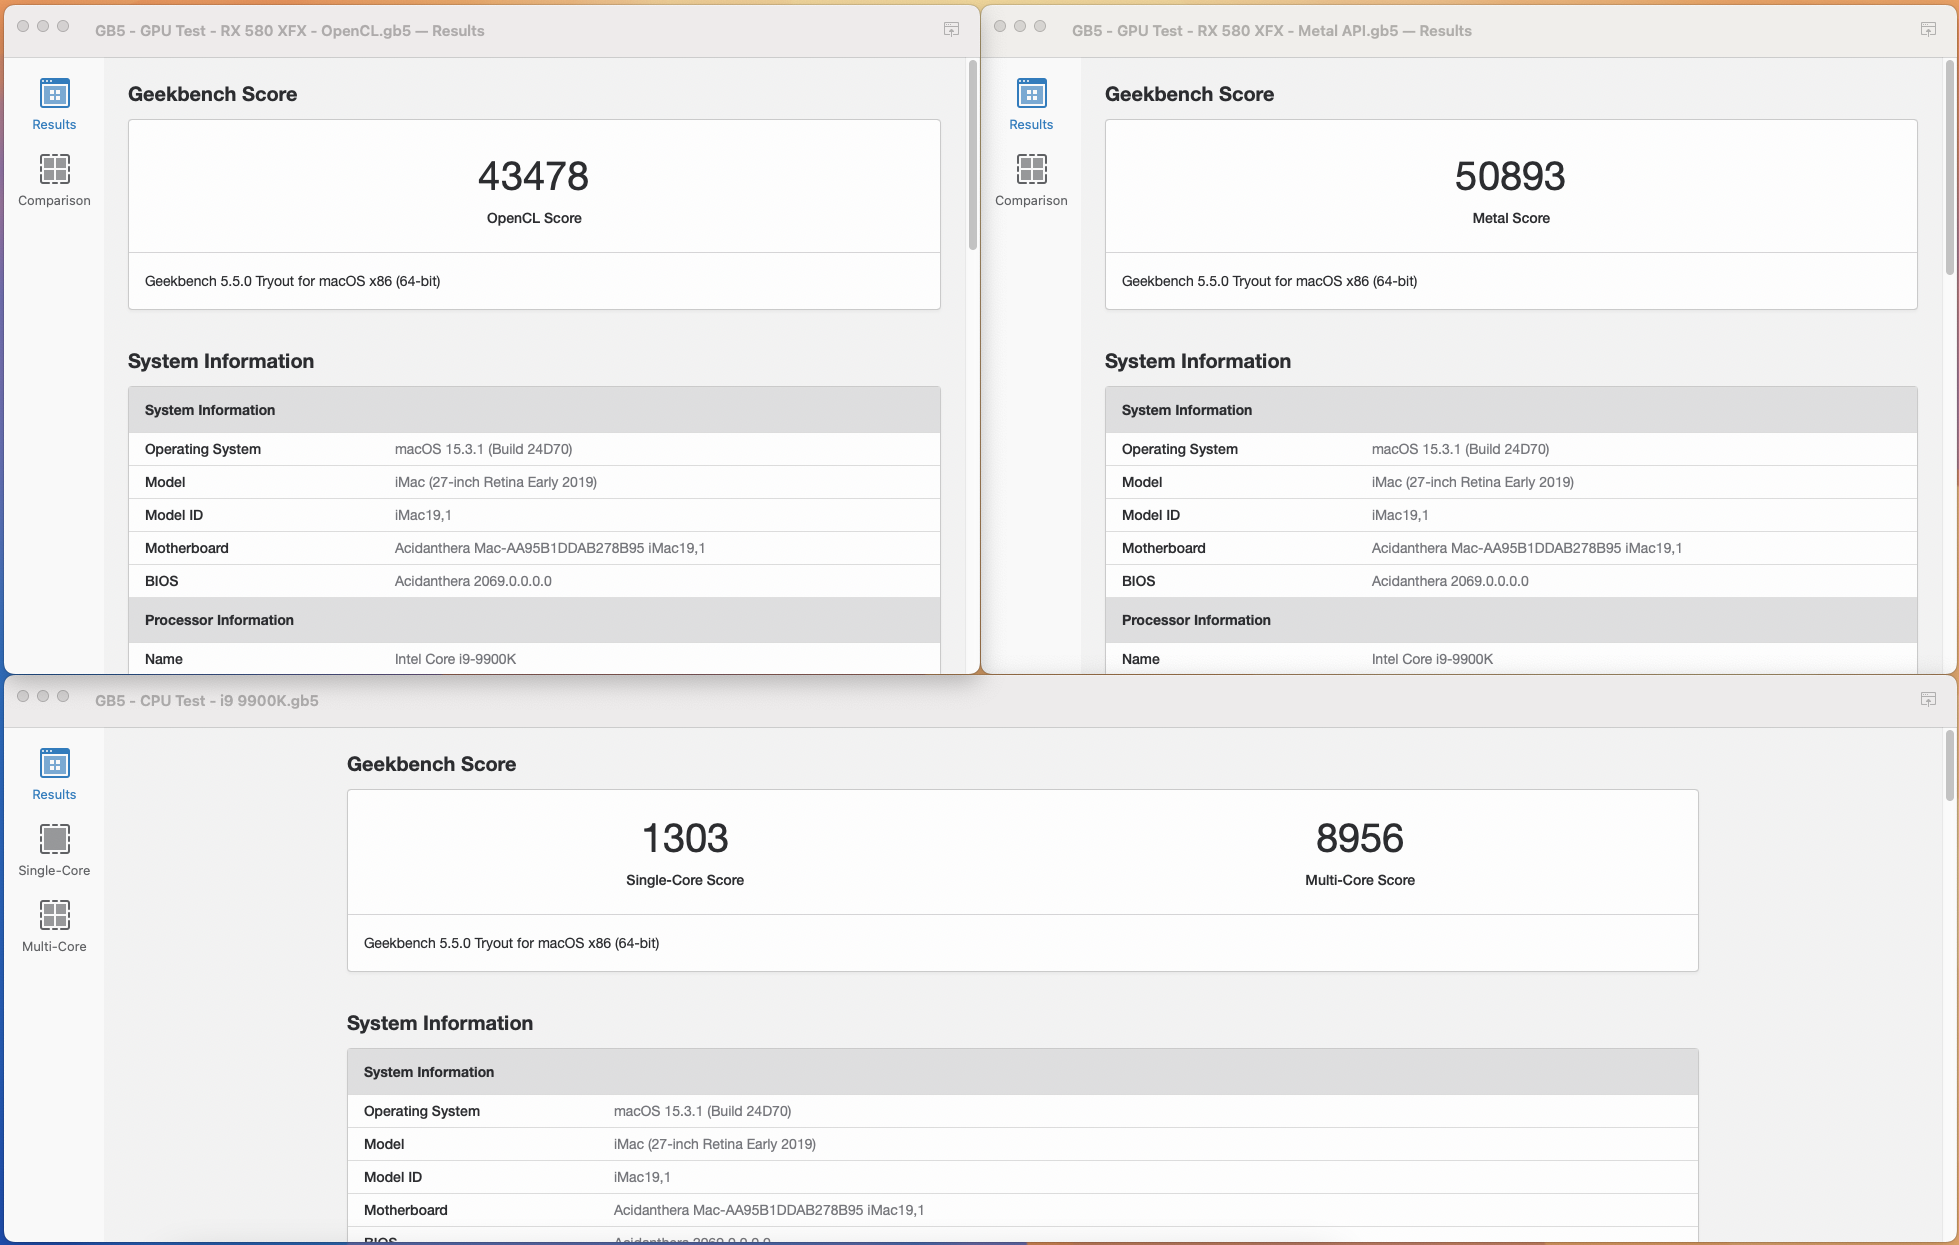 GB5 - GPU Test - RX 580 XFX - OpenCL.gb5 — Results
Results
Comparison
Geekbench Score
43478
OpenCL Score
Geekbench 5.5.0 Tryout for macOS x86 (64-bit)
System Information
System Information
Operating System macOS 15.3.1 (Build 24D70)
Model iMac (27-inch Retina Early 2019)
Model ID iMac19,1
Motherboard Acidanthera Mac-AA95B1DDAB278B95 iMac19,1
BIOS Acidanthera 2069.0.0.0.0
Processor Information
Name Intel Core i9-9900K
GB5 - GPU Test - RX 580 XFX - Metal API.gb5 — Results
Results
Comparison
Geekbench Score
50893
Metal Score
Geekbench 5.5.0 Tryout for macOS x86 (64-bit)
System Information
System Information
Operating System macOS 15.3.1 (Build 24D70)
Model iMac (27-inch Retina Early 2019)
Model ID iMac19,1
Motherboard Acidanthera Mac-AA95B1DDAB278B95 iMac19,1
BIOS Acidanthera 2069.0.0.0.0
Processor Information
Name Intel Core i9-9900K
GB5 - CPU Test - i9 9900K.gb5
Results
Single-Core
Multi-Core
Geekbench Score
1303 8956
Single-Core Score Multi-Core Score
Geekbench 5.5.0 Tryout for macOS x86 (64-bit)
System Information
System Information
Operating System macOS 15.3.1 (Build 24D70)
Model iMac (27-inch Retina Early 2019)
Model ID iMac19,1
Motherboard Acidanthera Mac-AA95B1DDAB278B95 iMac19,1
BIOS Acidanthera 2069.0.0.0.0